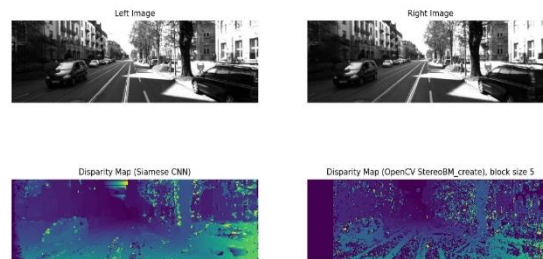 Left Image
Right Image
Disparity Map (Siamese CNN)
Disparity Map (OpenCV StereoBM_create), block size 5